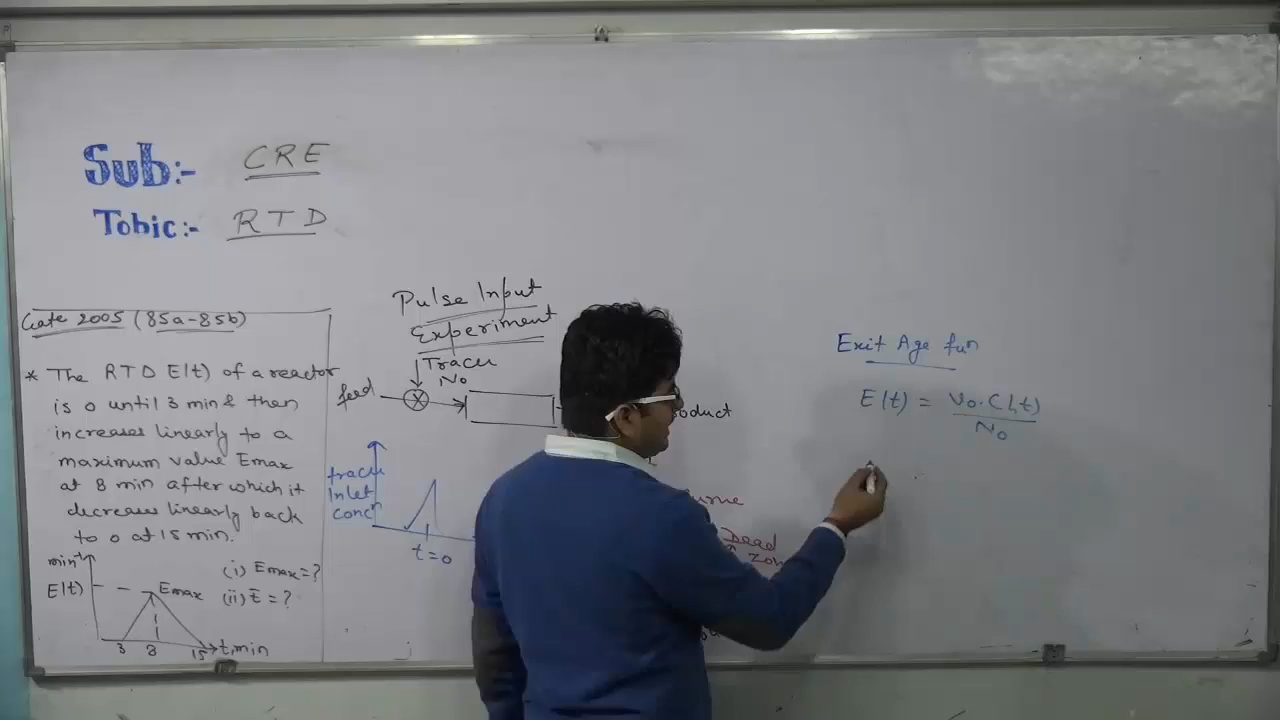 Sub:- CRE
Tobic:- RTD
Gate 2005 (85a-85b)
* The RTD E(t) of a reactor
is 0 until 3 min & then
increases linearly to a
maximum value Emax
at 8 min after which it
decreases linearly back
to 0 at 15 min.
min⁻¹
E(t)
Emax
3 8 15 t, min
(i) Emax = ?
(ii) t̄ = ?
Pulse Input
Experiment
Tracer
No
feed
tracer
Inlet
Concn
t=0
Dead
Exit Age fun
E(t) = v₀.C(t)
N₀